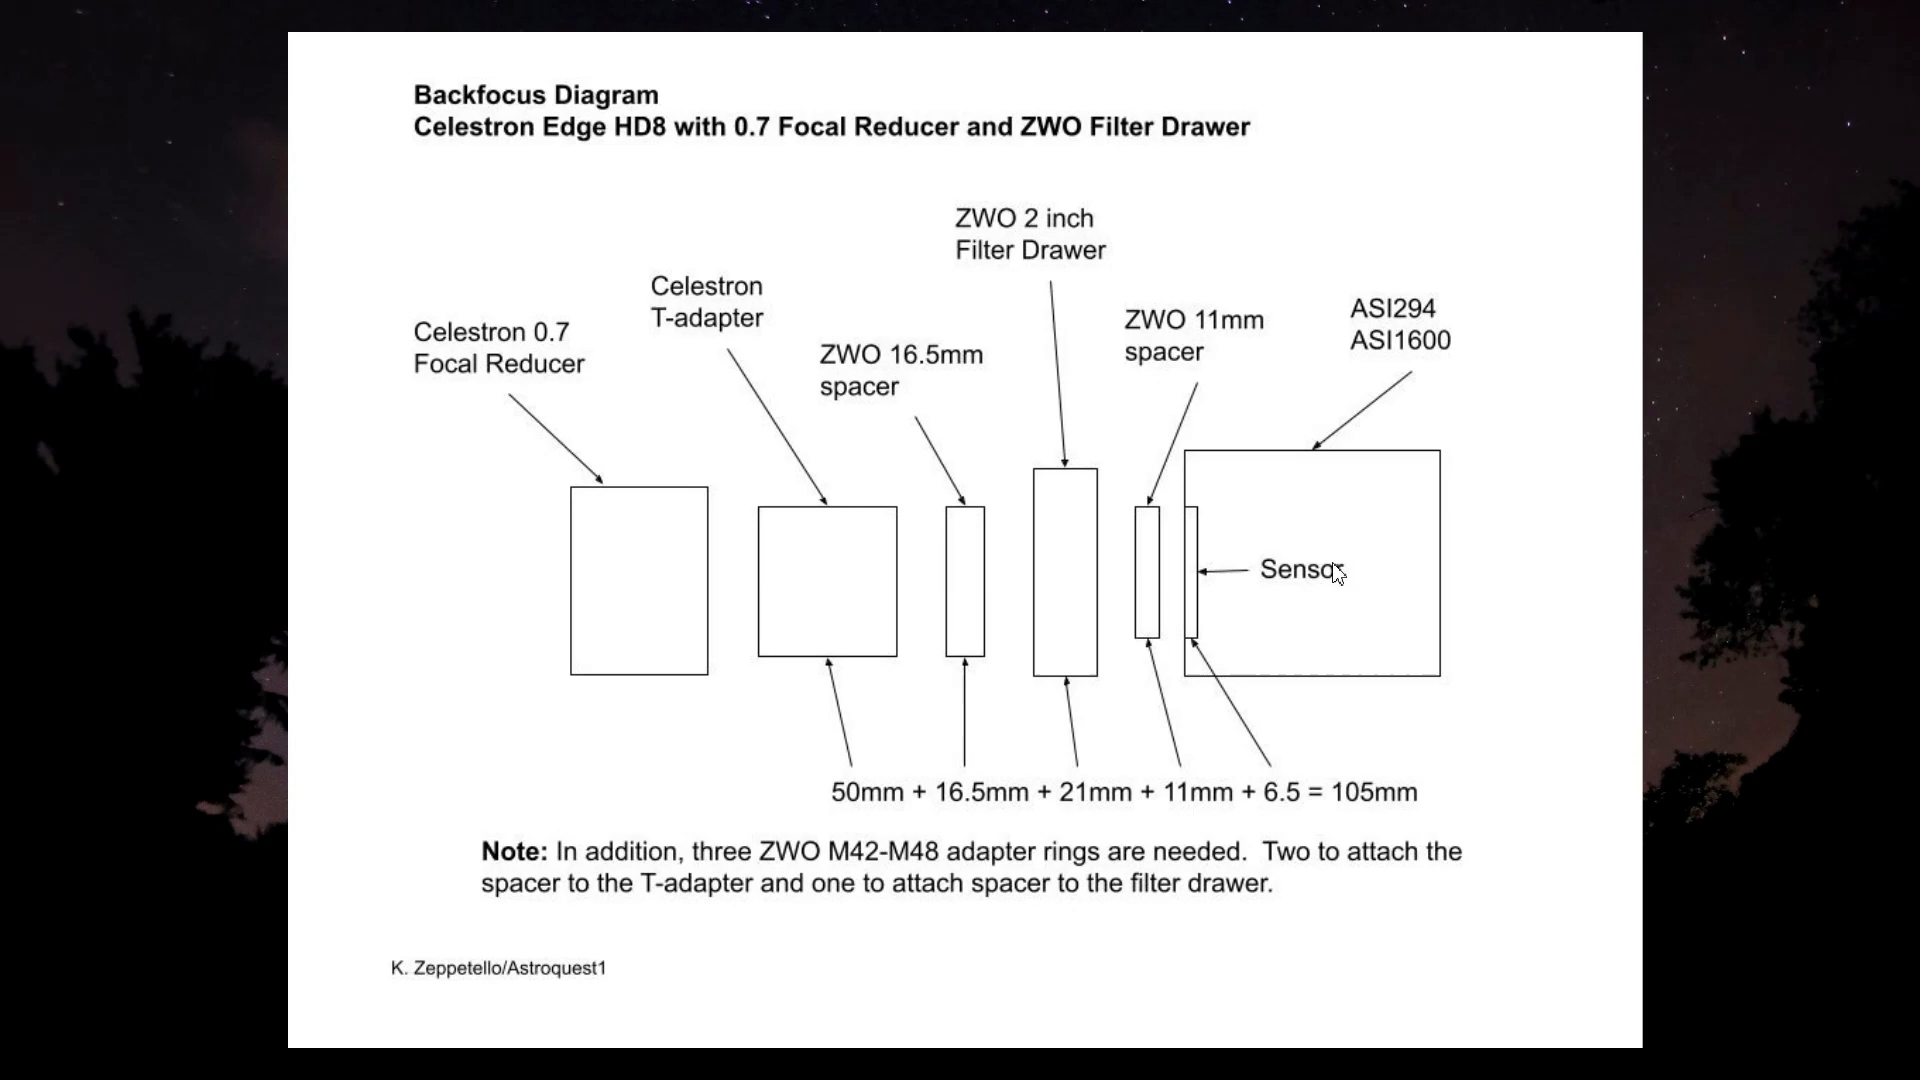 Backfocus Diagram
Celestron Edge HD8 with 0.7 Focal Reducer and ZWO Filter Drawer
ZWO 2 inch
Filter Drawer
Celestron
T-adapter
ZWO 11mm
spacer
ASI294
ASI1600
Celestron 0.7
Focal Reducer
ZWO 16.5mm
spacer
Sensor
50mm + 16.5mm + 21mm + 11mm + 6.5 = 105mm
Note: In addition, three ZWO M42-M48 adapter rings are needed.  Two to attach the
spacer to the T-adapter and one to attach spacer to the filter drawer.
K. Zeppetello/Astroquest1